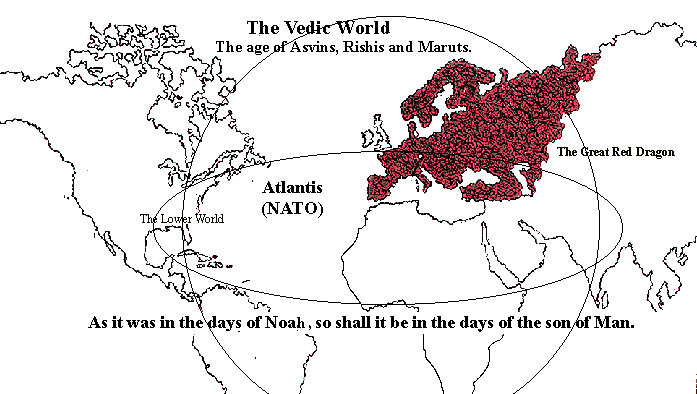 The Vedic World
The age of Asvins, Rishis and Maruts.
The Great Red Dragon
Atlantis
(NATO)
The Lower World
As it was in the days of Noah, so shall it be in the days of the son of Man.